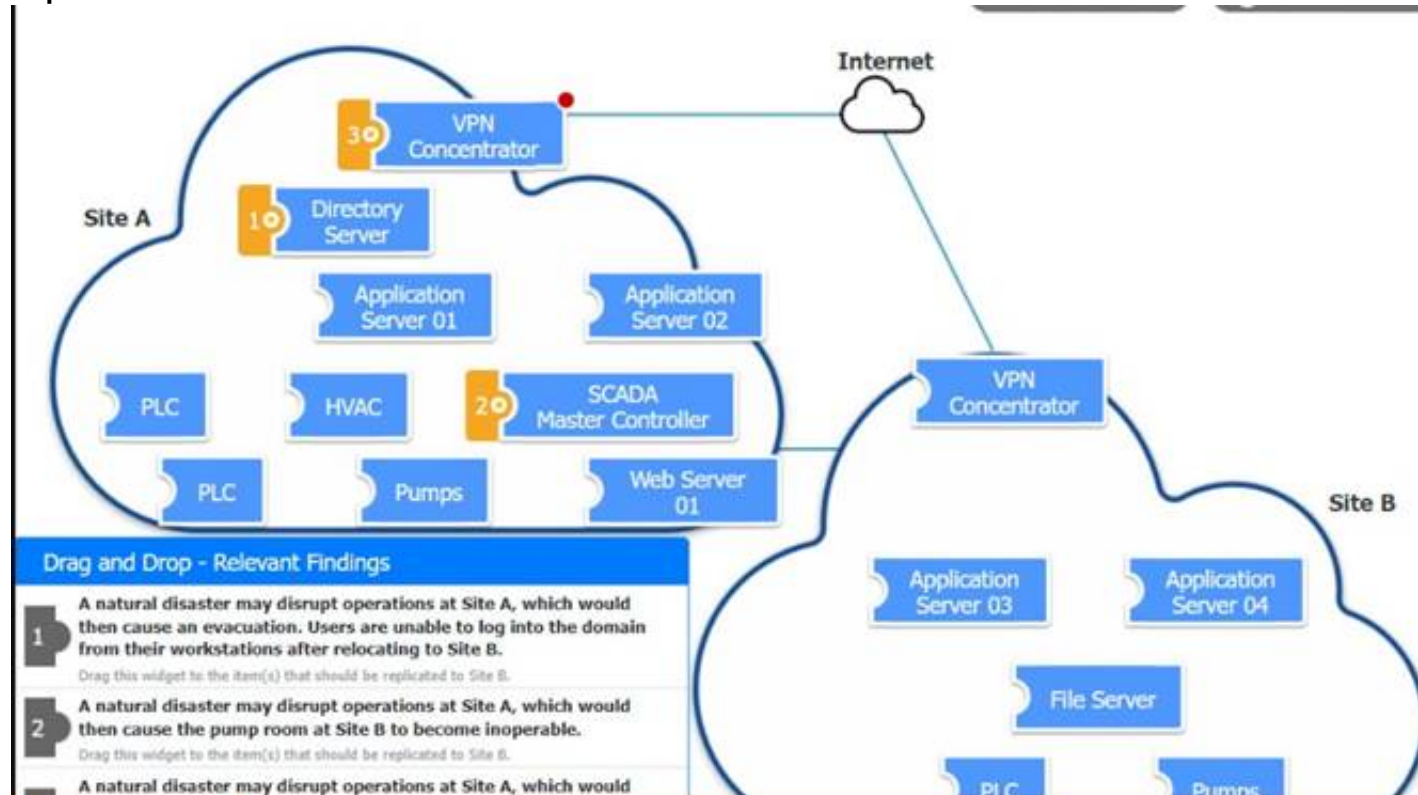 Internet
3
VPN
Concentrator
Site A
1
Directory
Server
Application
Server 01
Application
Server 02
VPN
Concentrator
PLC
HVAC
2
SCADA
Master Controller
PLC
Pumps
Web Server
01
Site B
Drag and Drop - Relevant Findings
1
A natural disaster may disrupt operations at Site A, which would
then cause an evacuation. Users are unable to log into the domain
from their workstations after relocating to Site B.
Drag this widget to the item(s) that should be replicated to Site B.
2
A natural disaster may disrupt operations at Site A, which would
then cause the pump room at Site B to become inoperable.
Drag this widget to the item(s) that should be replicated to Site B.
A natural disaster may disrupt operations at Site A, which would
Application
Server 03
Application
Server 04
File Server
PLC
Pumps